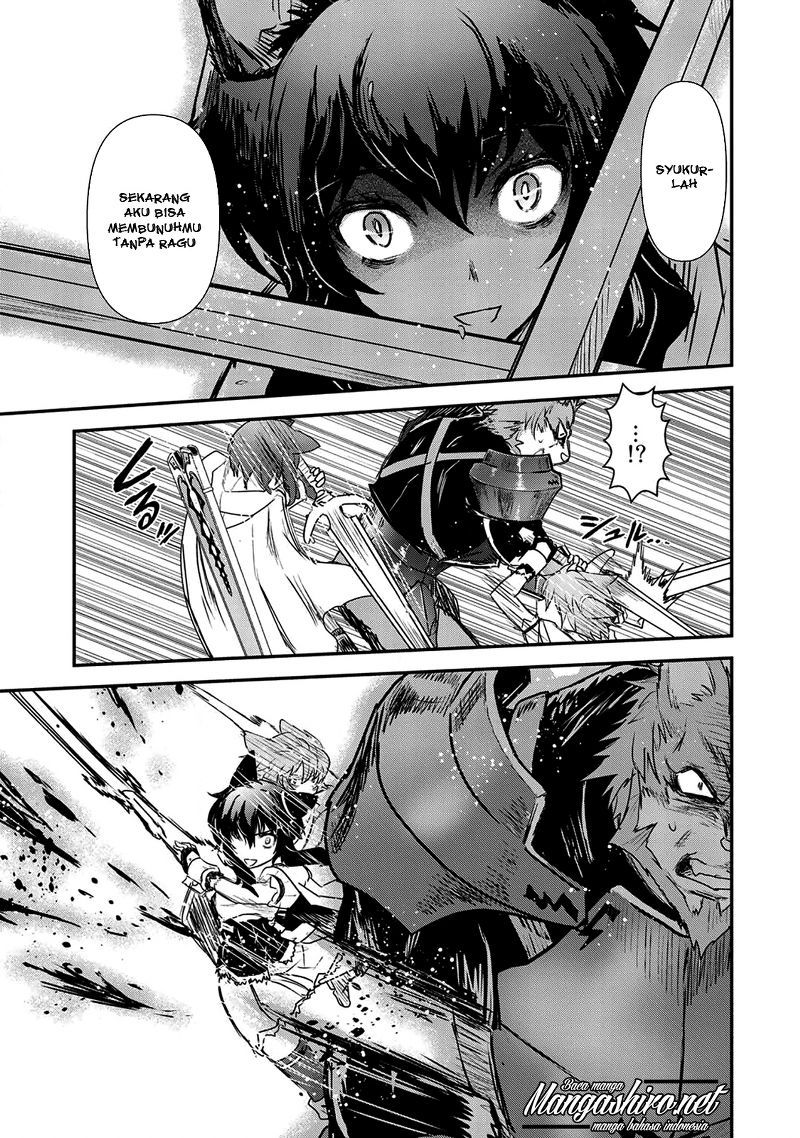 SYUKUR-
LAH
SEKARANG
AKU BISA
MEMBUNUHMU
TANPA RAGU
…!?
シュル...
Baca manga
Mangashiro.net
manga bahasa indonesia